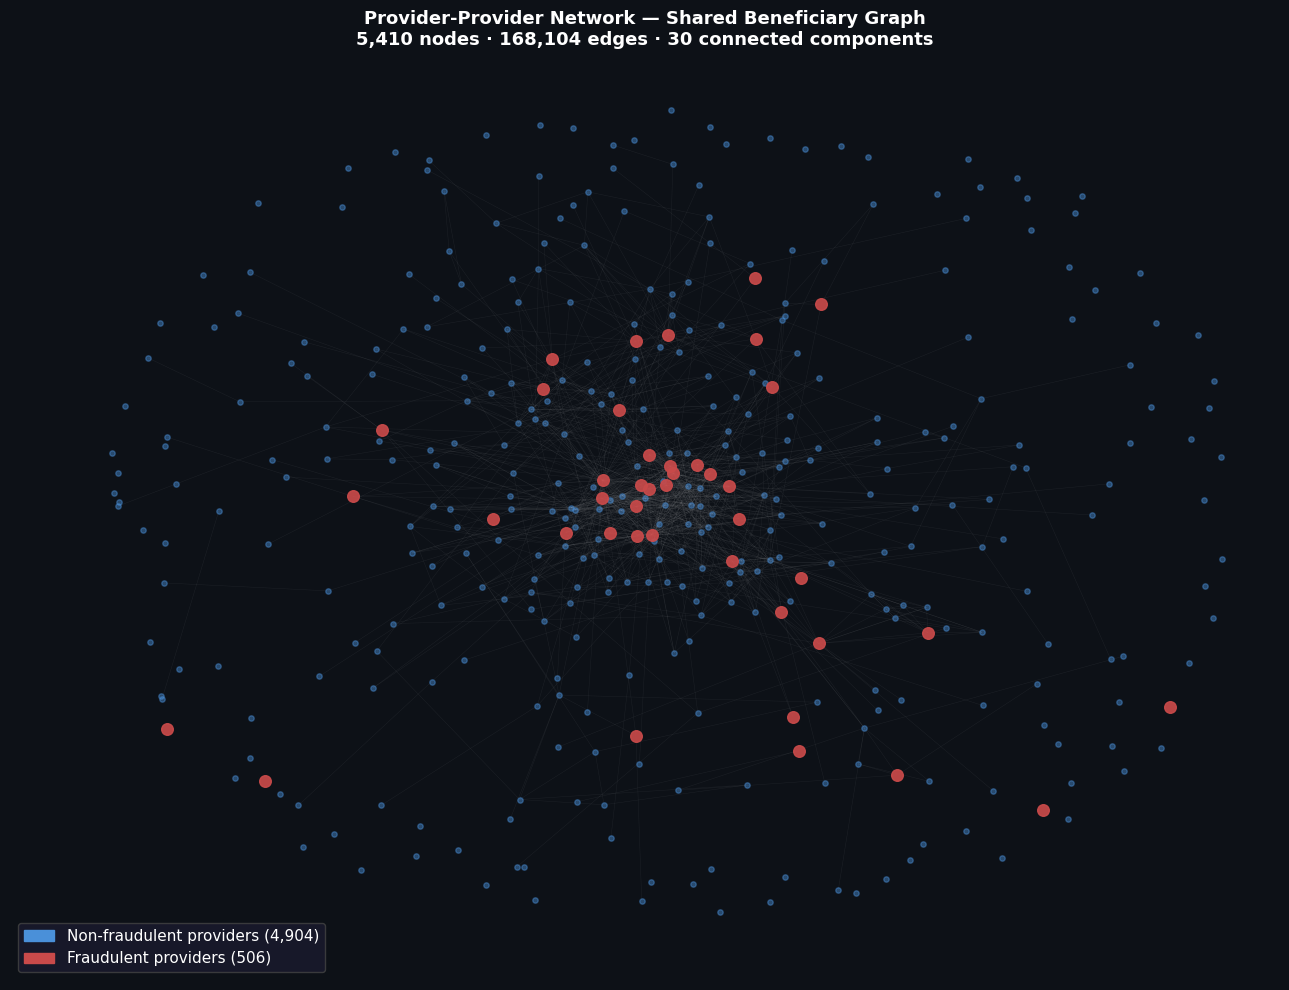 Provider-Provider Network — Shared Beneficiary Graph
5,410 nodes · 168,104 edges · 30 connected components
Non-fraudulent providers (4,904)
Fraudulent providers (506)